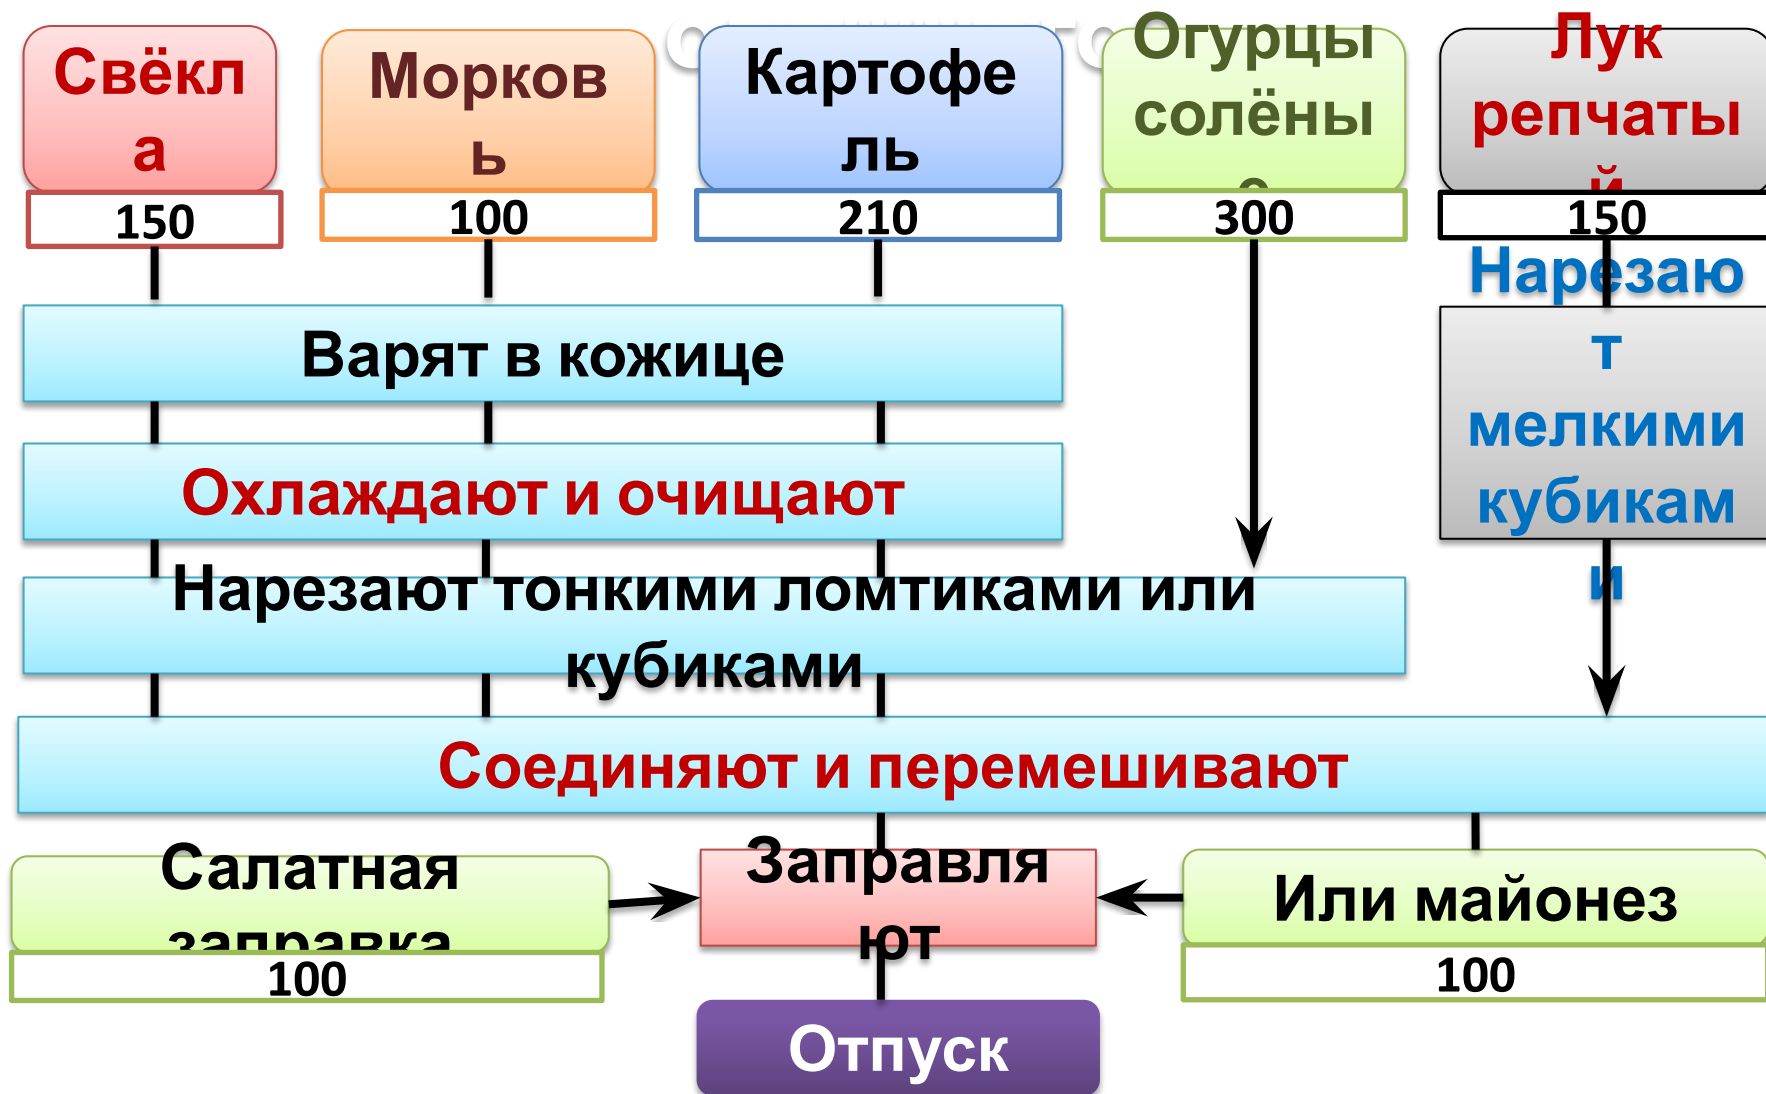 Свёкл
а
150
Морков
ь
100
Картофе
ль
210
Огурцы
солёны
е
300
Лук
репчаты
й
150
Варят в кожице
Охлаждают и очищают
Нарезают тонкими ломтиками или
кубиками
Нарезаю
т
мелкими
кубикам
и
Соединяют и перемешивают
Салатная
заправка
100
Заправля
ют
Или майонез
100
Отпуск